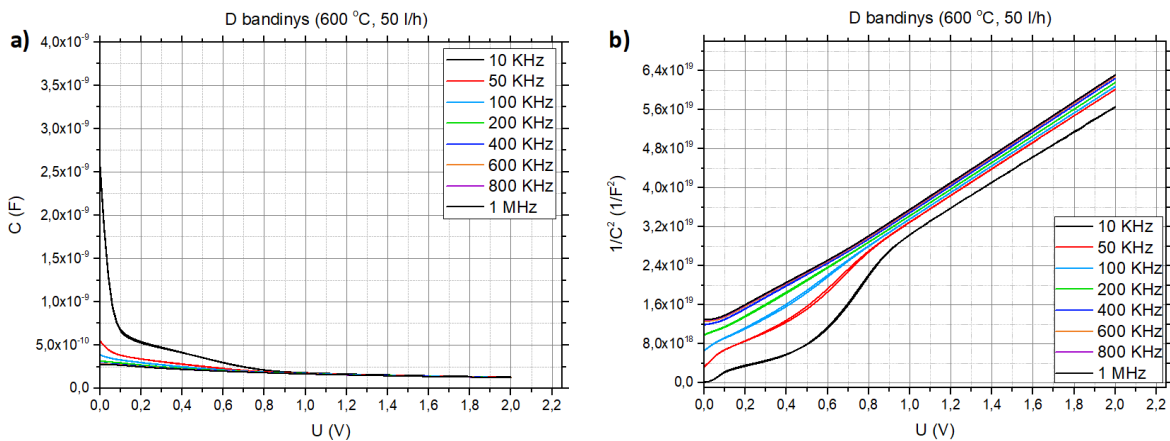 a)
D bandinys (600 °C, 50 l/h)
4,0x10⁻⁹
3,5x10⁻⁹
3,0x10⁻⁹
2,5x10⁻⁹
2,0x10⁻⁹
1,5x10⁻⁹
1,0x10⁻⁹
5,0x10⁻¹⁰
0,0
C (F)
10 KHz
50 KHz
100 KHz
200 KHz
400 KHz
600 KHz
800 KHz
1 MHz
0,0 0,2 0,4 0,6 0,8 1,0 1,2 1,4 1,6 1,8 2,0 2,2
U (V)
b)
D bandinys (600 °C, 50 l/h)
6,4x10¹⁹
5,6x10¹⁹
4,8x10¹⁹
4,0x10¹⁹
3,2x10¹⁹
2,4x10¹⁹
1,6x10¹⁹
8,0x10¹⁸
0,0
1/C² (1/F²)
10 KHz
50 KHz
100 KHz
200 KHz
400 KHz
600 KHz
800 KHz
1 MHz
0,0 0,2 0,4 0,6 0,8 1,0 1,2 1,4 1,6 1,8 2,0 2,2
U (V)